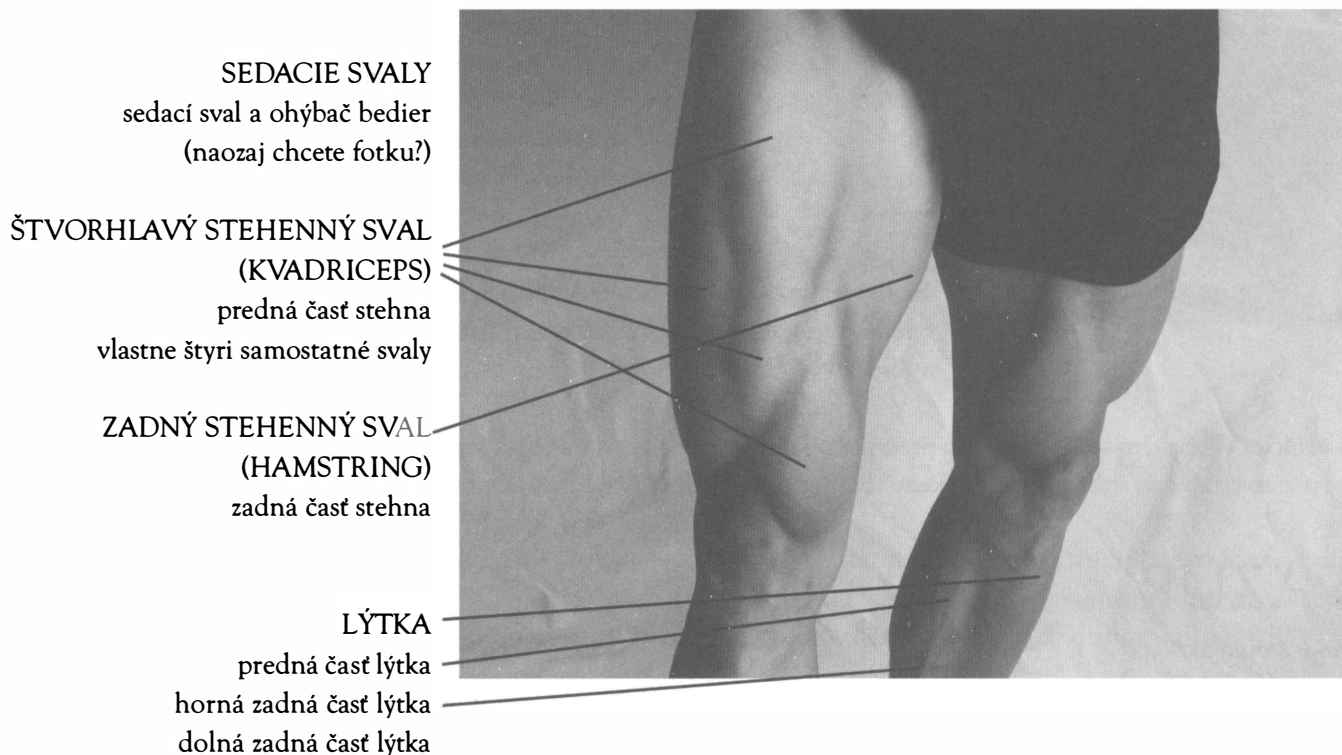 SEDACIE SVALY
sedací sval a ohýbač bedier
(naozaj chcete fotku?)
ŠTVORHLAVÝ STEHENNÝ SVAL
(KVADRICEPS)
predná časť stehna
vlastne štyri samostatné svaly
ZADNÝ STEHENNÝ SVAL
(HAMSTRING)
zadná časť stehna
LÝTKA
predná časť lýtka
horná zadná časť lýtka
dolná zadná časť lýtka